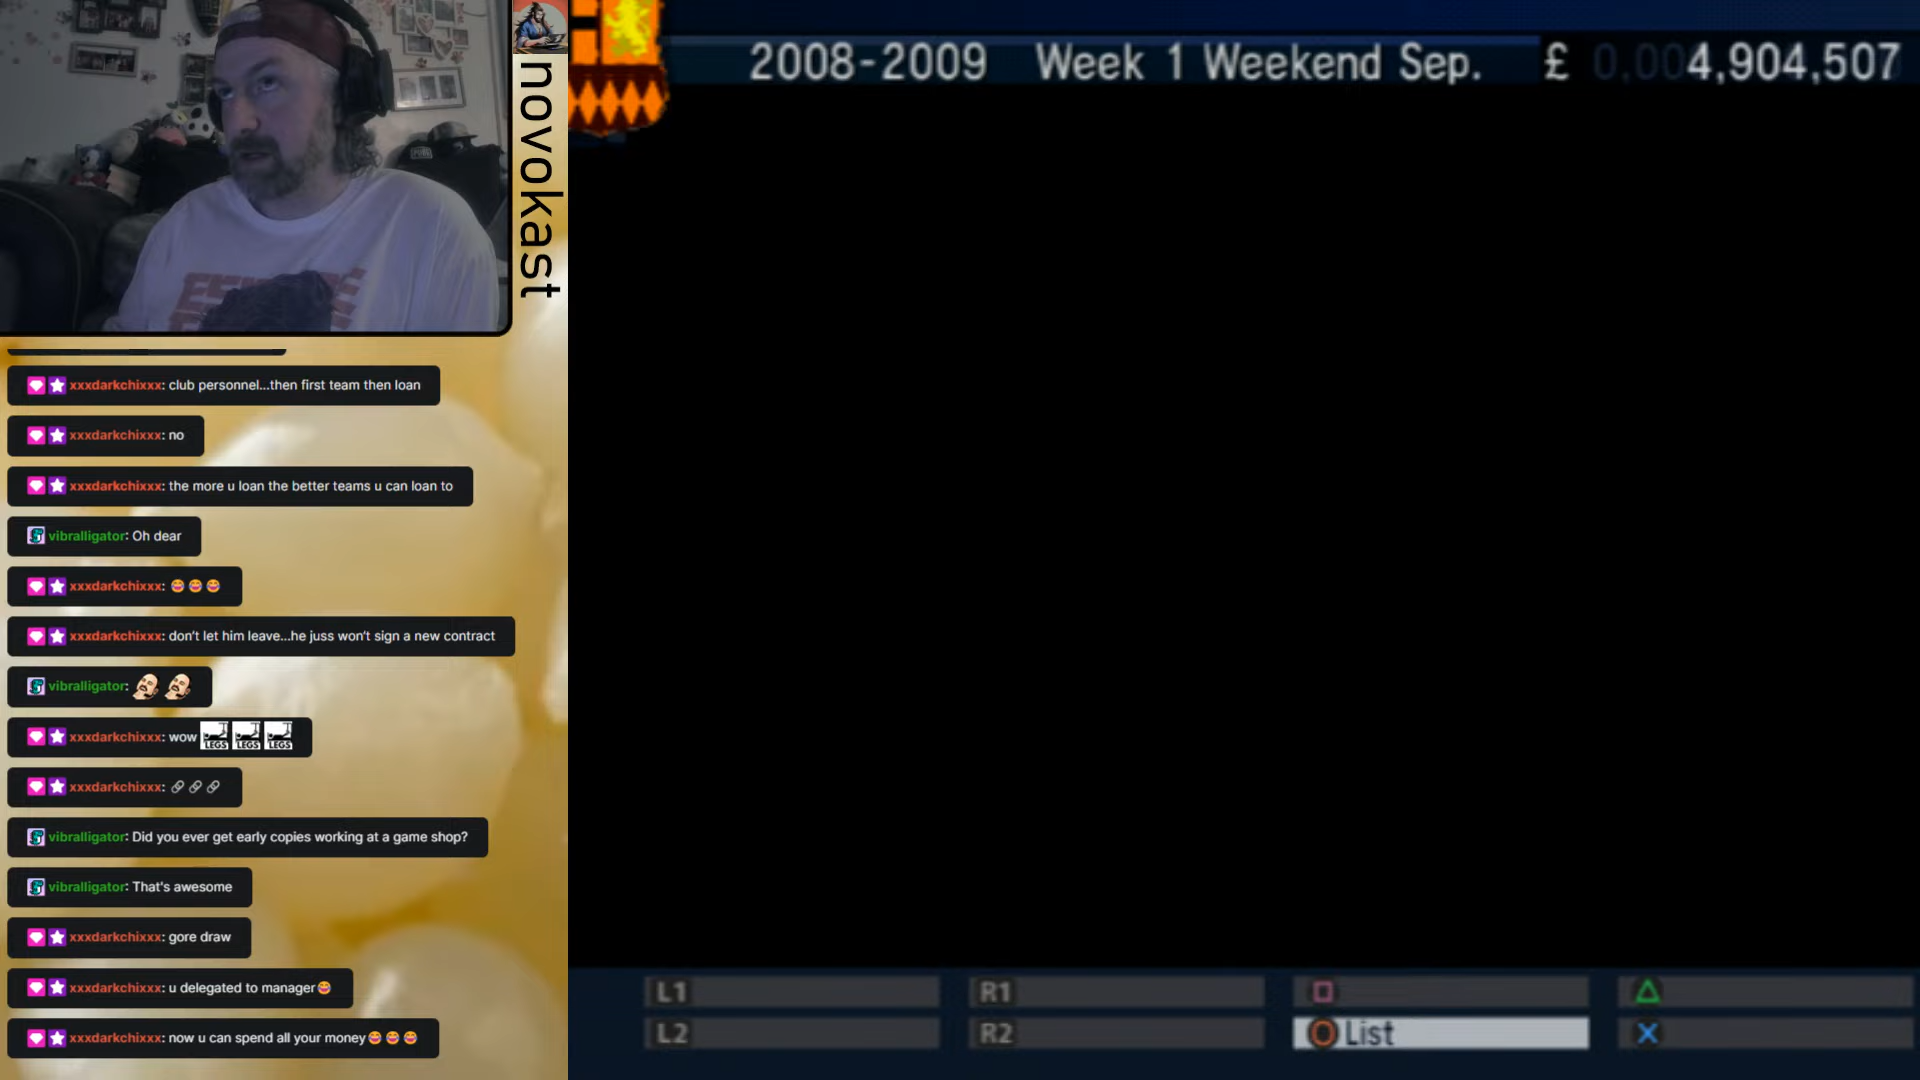 novokast
2008-2009 Week 1 Weekend Sep. £ 0,004,904,507
xxxdarkchixxx: club personnel...then first team then loan
xxxdarkchixxx: no
xxxdarkchixxx: the more u loan the better teams u can loan to
vibralligator: Oh dear
xxxdarkchixxx: 😆 😆 😆
xxxdarkchixxx: don't let him leave...he juss won't sign a new contract
vibralligator:
xxxdarkchixxx: wow LEGS LEGS LEGS
xxxdarkchixxx: 🔗 🔗 🔗
vibralligator: Did you ever get early copies working at a game shop?
vibralligator: That's awesome
xxxdarkchixxx: gore draw
xxxdarkchixxx: u delegated to manager😆
xxxdarkchixxx: now u can spend all your money😆 😆 😆
L1 R1
L2 R2 List